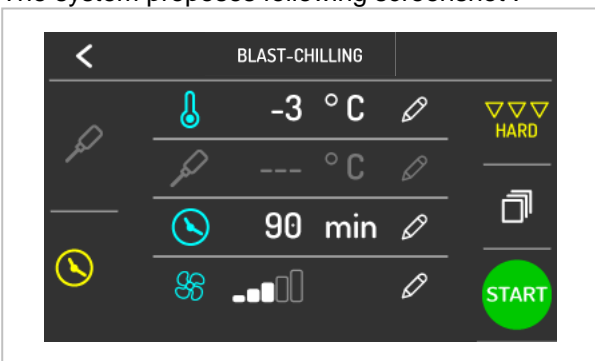 The system proposes following screenshot :
BLAST-CHILLING
-3 °C
HARD
--- °C
90 min
START